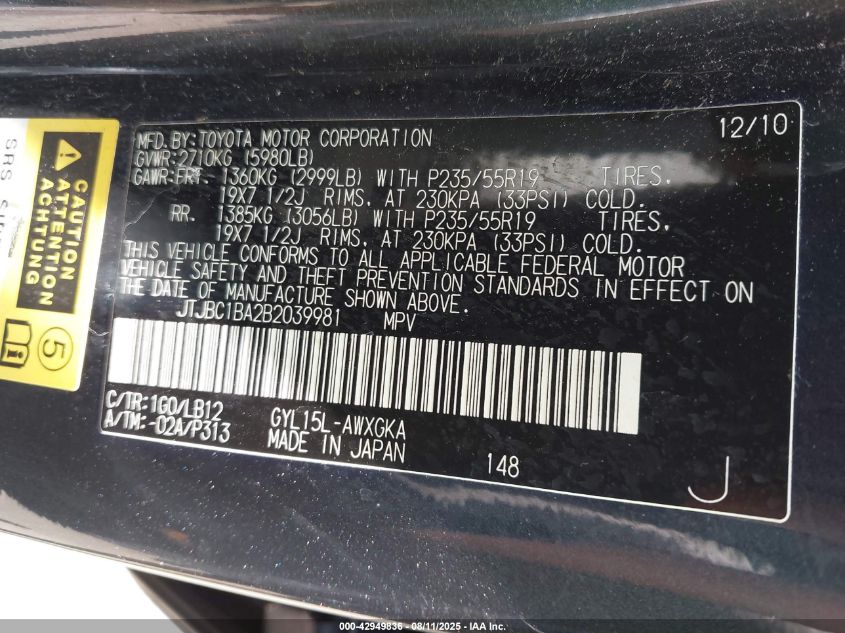 MFD. BY: TOYOTA MOTOR CORPORATION 12/10
GVWR: 2710KG (5980LB)
GAWR: FRT. 1360KG (2999LB) WITH P235/55R19 TIRES,
19X7 1/2J RIMS, AT 230KPA (33PSI) COLD.
RR. 1385KG (3056LB) WITH P235/55R19 TIRES,
19X7 1/2J RIMS, AT 230KPA (33PSI) COLD.
THIS VEHICLE CONFORMS TO ALL APPLICABLE FEDERAL MOTOR
VEHICLE SAFETY AND THEFT PREVENTION STANDARDS IN EFFECT ON
THE DATE OF MANUFACTURE SHOWN ABOVE.
JTJBC1BA2B2039981 MPV
C/TR: 1G0/LB12 GYL15L-AWXGKA
A/TM: -02A/P313 MADE IN JAPAN
148
J
CAUTION
ATTENTION
ACHTUNG
SRS
5
000-42949836 - 08/11/2025 - IAA Inc.